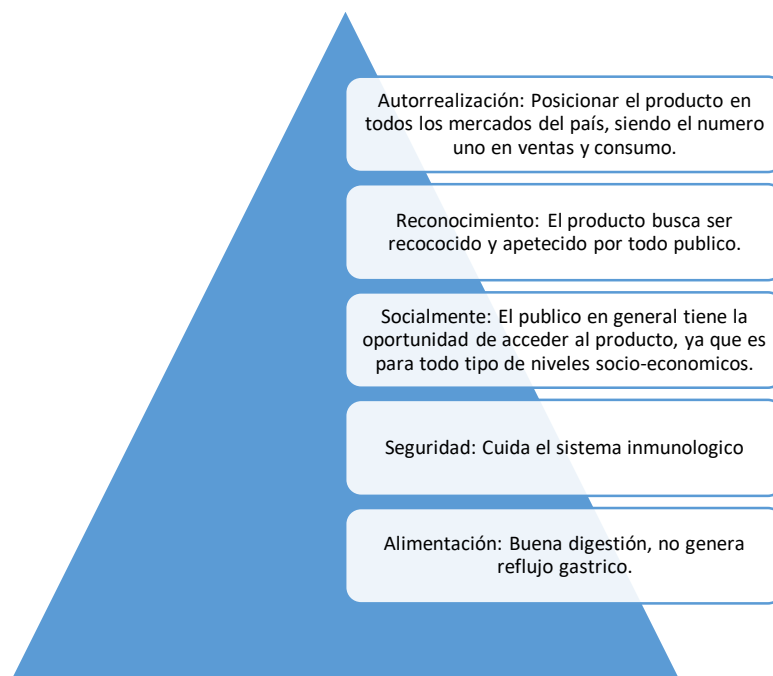 Autorrealización: Posicionar el producto en
todos los mercados del país, siendo el numero
uno en ventas y consumo.
Reconocimiento: El producto busca ser
recococido y apetecido por todo publico.
Socialmente: El publico en general tiene la
oportunidad de acceder al producto, ya que es
para todo tipo de niveles socio-economicos.
Seguridad: Cuida el sistema inmunologico
Alimentación: Buena digestión, no genera
reflujo gastrico.